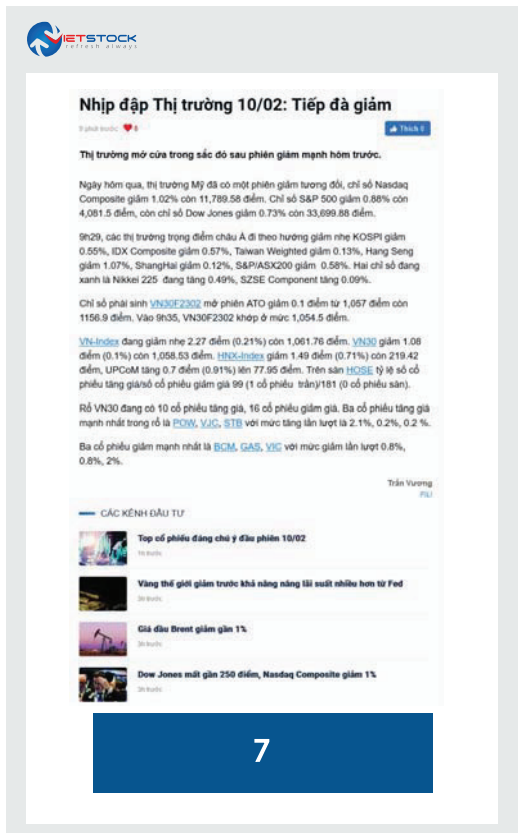 VIETSTOCK
refresh always
Nhịp đập Thị trường 10/02: Tiếp đà giảm
9 phút trước
Thích 0
Thị trường mở cửa trong sắc đỏ sau phiên giảm mạnh hôm trước.
Ngày hôm qua, thị trường Mỹ đã có một phiên giảm tương đối, chỉ số Nasdaq
Composite giảm 1.02% còn 11,789.58 điểm. Chỉ số S&P 500 giảm 0.88% còn
4,081.5 điểm, còn chỉ số Dow Jones giảm 0.73% còn 33,699.88 điểm.
9h29, các thị trường trọng điểm châu Á đi theo hướng giảm nhẹ KOSPI giảm
0.55%, IDX Composite giảm 0.57%, Taiwan Weighted giảm 0.13%, Hang Seng
giảm 1.07%, ShangHai giảm 0.12%, S&P/ASX200 giảm 0.58%. Hai chỉ số đang
xanh là Nikkei 225 đang tăng 0.49%, SZSE Component tăng 0.09%.
Chỉ số phái sinh VN30F2302 mở phiên ATO giảm 0.1 điểm từ 1,057 điểm còn
1156.9 điểm. Vào 9h35, VN30F2302 khớp ở mức 1,054.5 điểm.
VN-Index đang giảm nhẹ 2.27 điểm (0.21%) còn 1,061.76 điểm. VN30 giảm 1.08
điểm (0.1%) còn 1,058.53 điểm. HNX-Index giảm 1.49 điểm (0.71%) còn 219.42
điểm, UPCoM tăng 0.7 điểm (0.91%) lên 77.95 điểm. Trên sàn HOSE tỷ lệ số cổ
phiếu tăng giá/số cổ phiếu giảm giá 99 (1 cổ phiếu trần)/181 (0 cổ phiếu sàn).
Rổ VN30 đang có 10 cổ phiếu tăng giá, 16 cổ phiếu giảm giá. Ba cổ phiếu tăng giá
mạnh nhất trong rổ là POW, VJC, STB với mức tăng lần lượt là 2.1%, 0.2%, 0.2 %.
Ba cổ phiếu giảm mạnh nhất là BCM, GAS, VIC với mức giảm lần lượt 0.8%,
0.8%, 2%.
Trần Vương
FILI
CÁC KÊNH ĐẦU TƯ
Top cổ phiếu đáng chú ý đầu phiên 10/02
1h trước
Vàng thế giới giảm trước khả năng nâng lãi suất nhiều hơn từ Fed
2h trước
Giá dầu Brent giảm gần 1%
2h trước
Dow Jones mất gần 250 điểm, Nasdaq Composite giảm 1%
2h trước
7